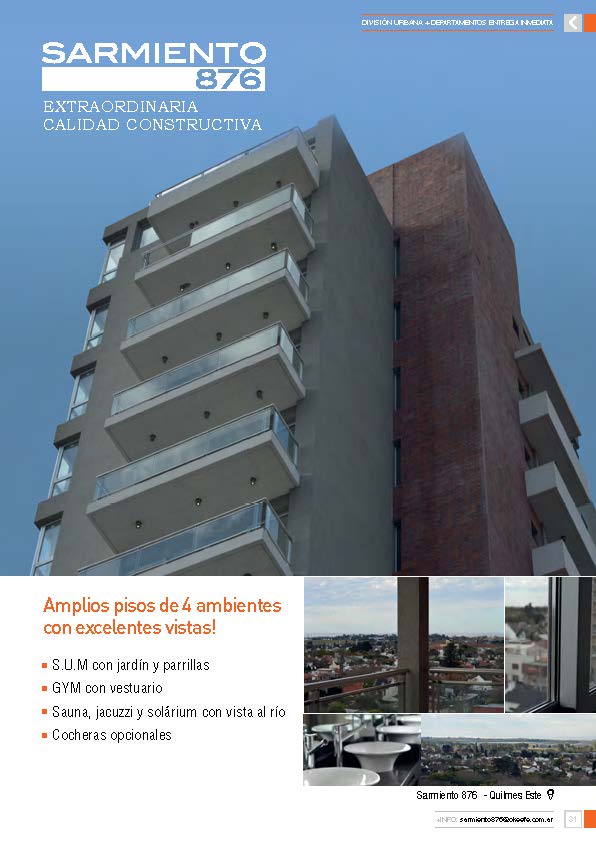 DIVISIÓN URBANA + DEPARTAMENTOS ENTREGA INMEDIATA
SARMIENTO
876
EXTRAORDINARIA
CALIDAD CONSTRUCTIVA
Amplios pisos de 4 ambientes
con excelentes vistas!
S.U.M con jardín y parrillas
GYM con vestuario
Sauna, jacuzzi y solárium con vista al río
Cocheras opcionales
Sarmiento 876 - Quilmes Este
+INFO: sarmiento876@okeefe.com.ar
31